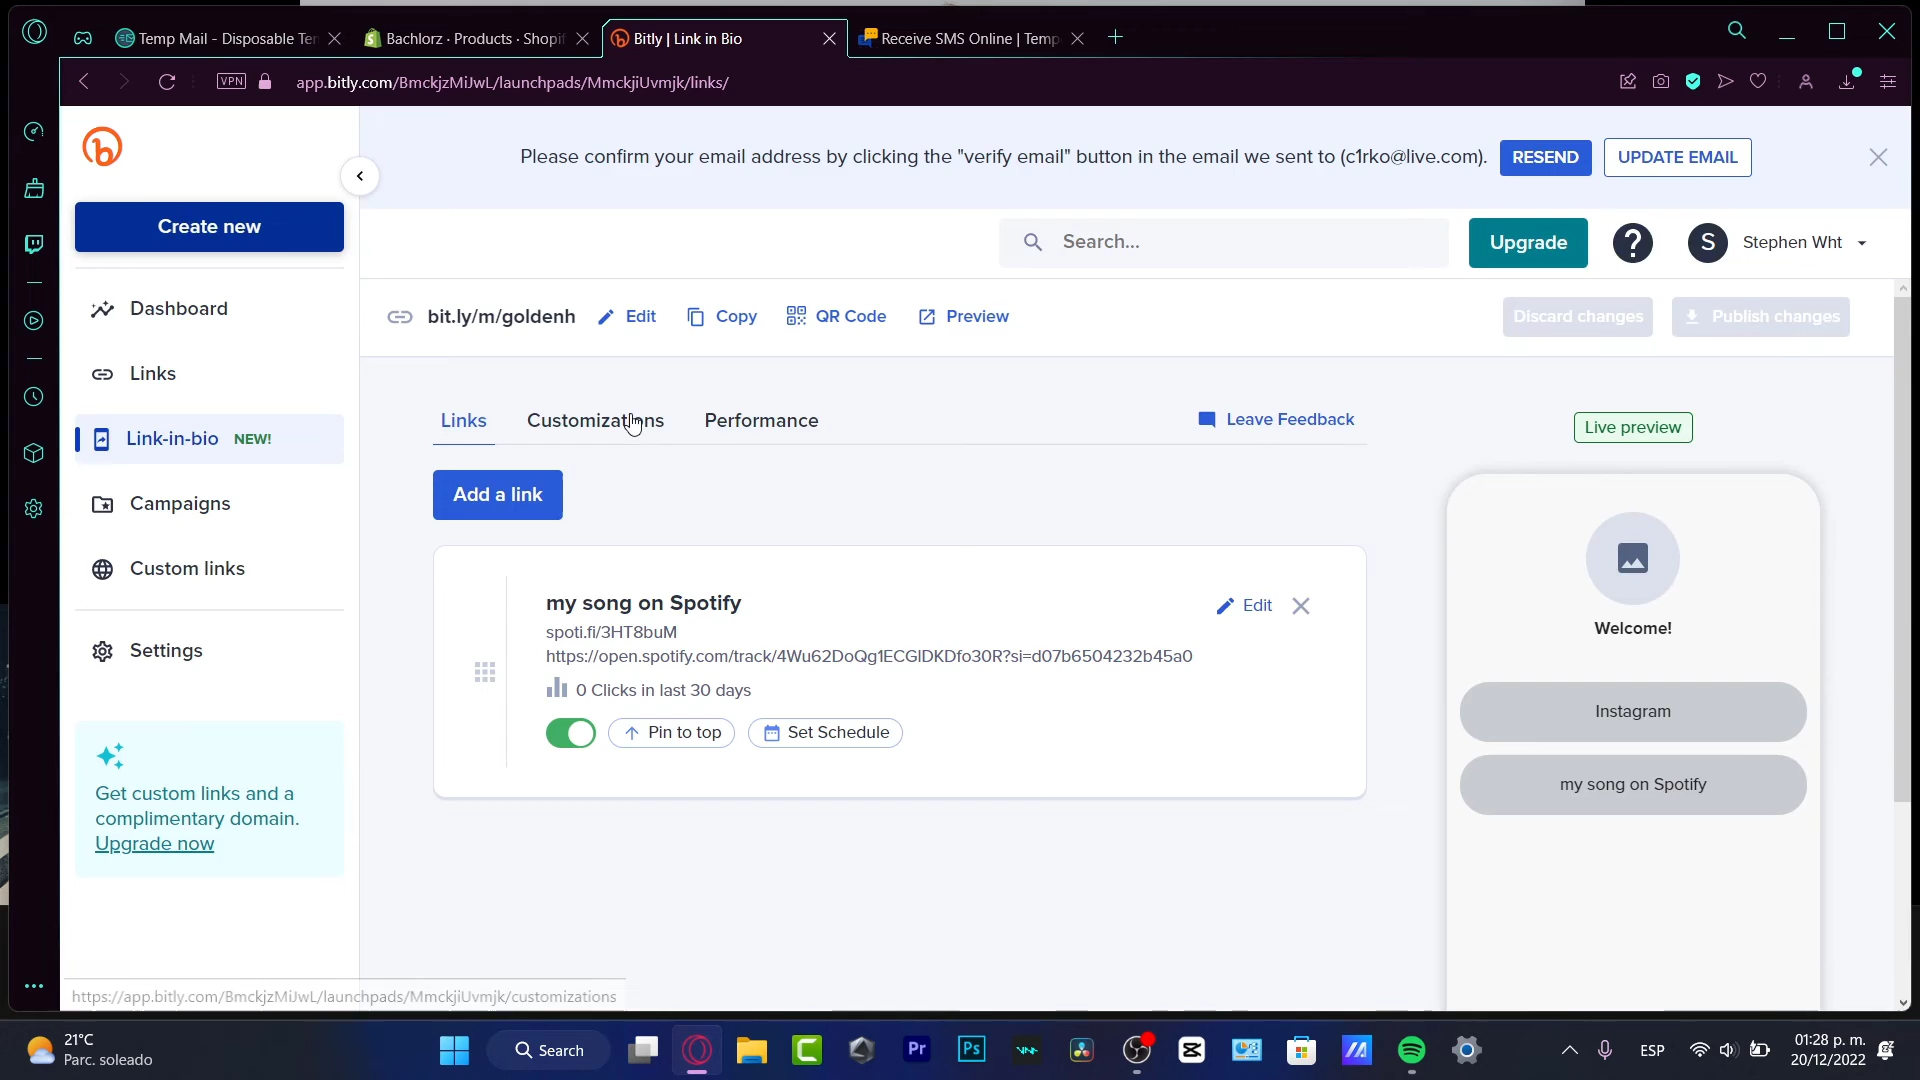 Temp Mail - Disposable Ten
Bachlorz · Products · Shopif
Bitly | Link in Bio
Receive SMS Online | Temp
VPN
app.bitly.com/BmckjzMiJwL/launchpads/MmckjiUvmjk/links/
Please confirm your email address by clicking the "verify email" button in the email we sent to (c1rko@live.com).
RESEND
UPDATE EMAIL
Create new
Search...
Upgrade
?
S
Stephen Wht
Dashboard
Links
Link-in-bio NEW!
Campaigns
Custom links
Settings
Get custom links and a
complimentary domain.
Upgrade now
bit.ly/m/goldenh
Edit
Copy
QR Code
Preview
Discard changes
Publish changes
Links
Customizations
Performance
Leave Feedback
Add a link
my song on Spotify
Edit
spoti.fi/3HT8buM
https://open.spotify.com/track/4Wu62DoQg1ECGIDKDfo30R?si=d07b6504232b45a0
0 Clicks in last 30 days
Pin to top
Set Schedule
Live preview
Welcome!
Instagram
my song on Spotify
https://app.bitly.com/BmckjzMiJwL/launchpads/MmckjiUvmjk/customizations
21°C
Parc. soleado
Search
Pr
Ps
ESP
01:28 p. m.
20/12/2022